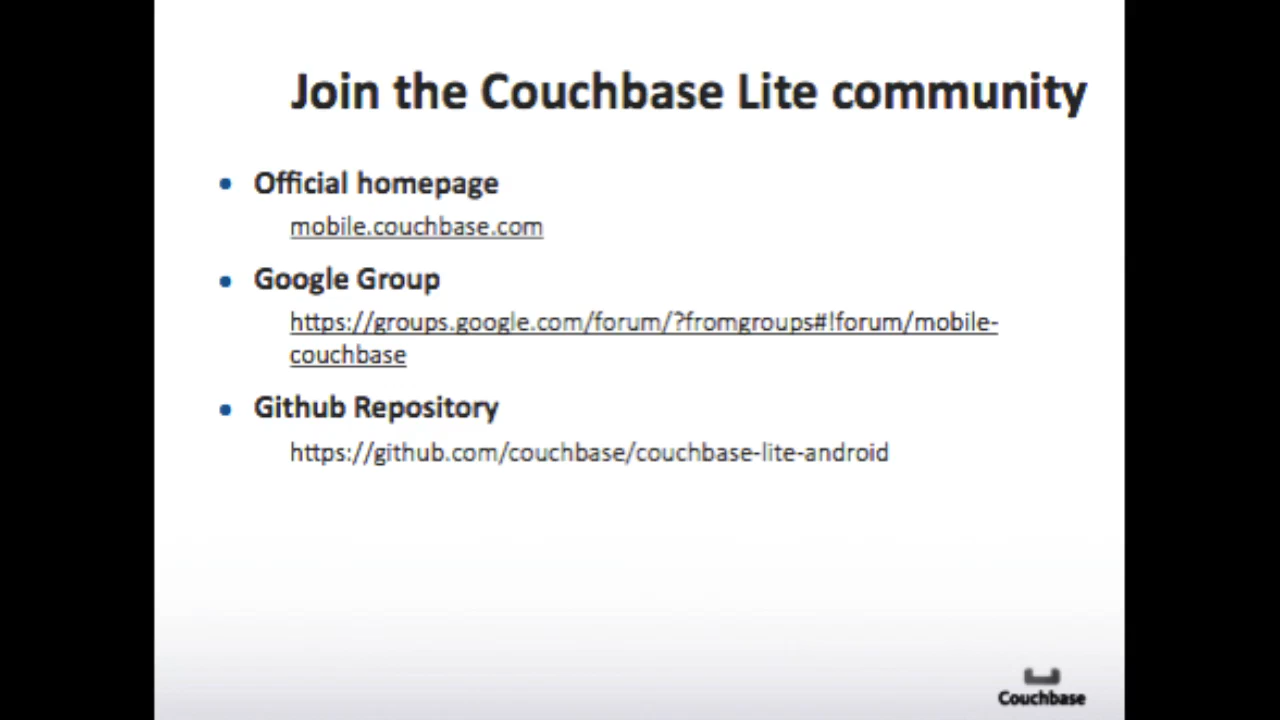 Join the Couchbase Lite community
• Official homepage
mobile.couchbase.com
• Google Group
https://groups.google.com/forum/?fromgroups#!forum/mobile-
couchbase
• Github Repository
https://github.com/couchbase/couchbase-lite-android
Couchbase